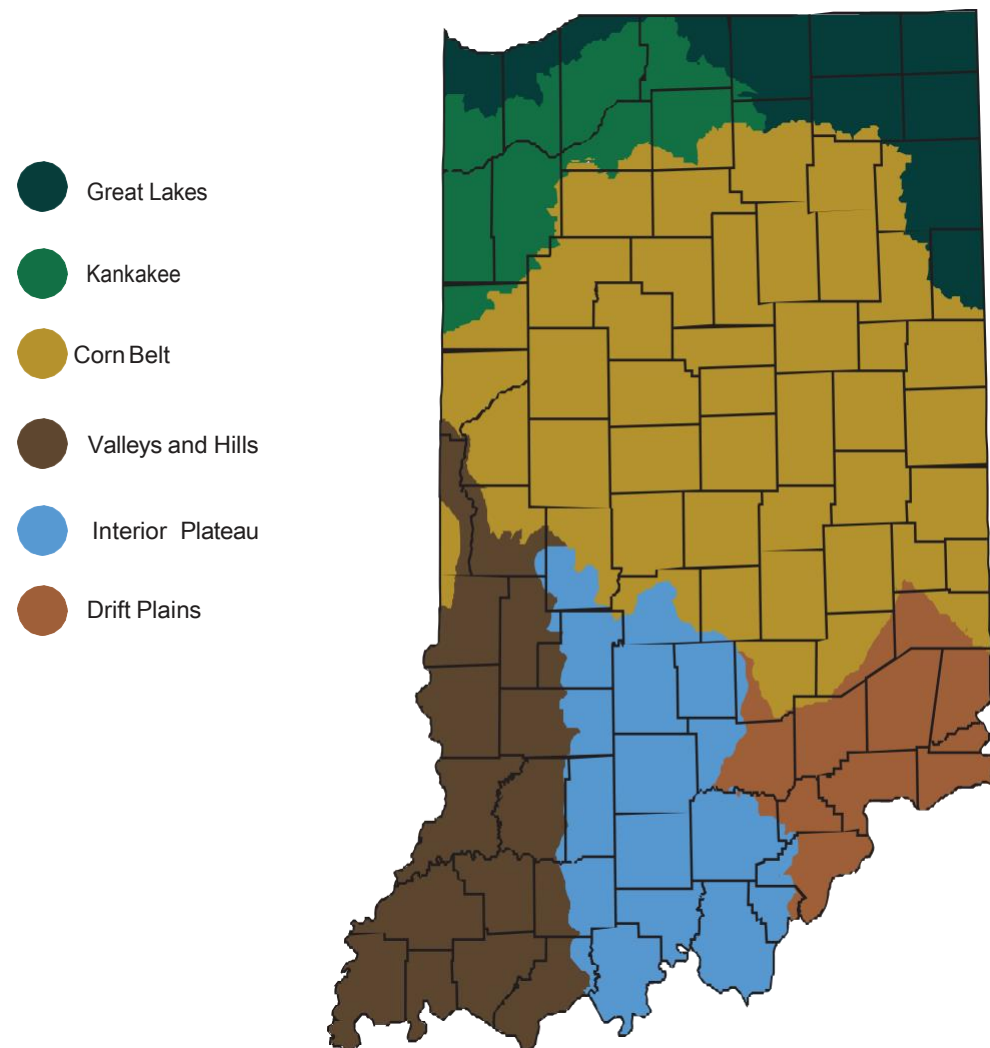 Great Lakes
Kankakee
Corn Belt
Valleys and Hills
Interior Plateau
Drift Plains